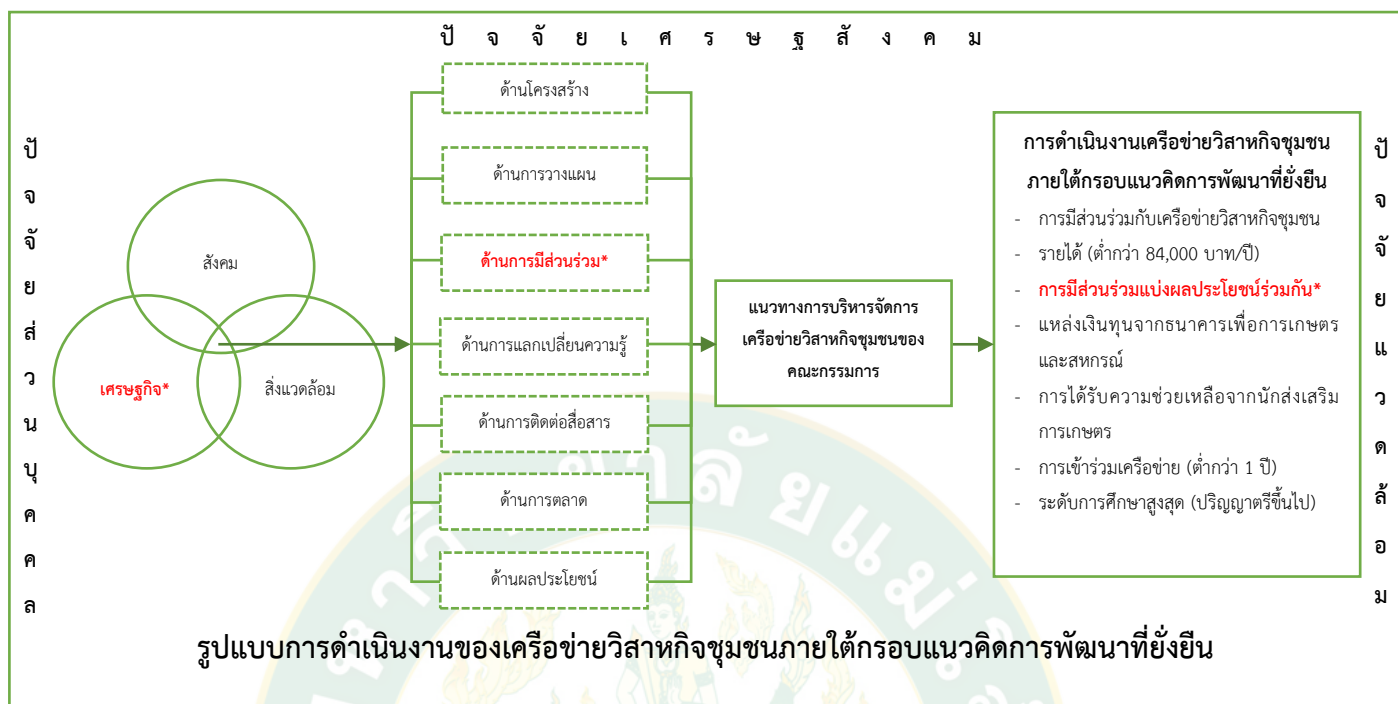 ปัจจัยเศรษฐสังคม
ปัจจัยส่วนบุคคล
สังคม
เศรษฐกิจ*
สิ่งแวดล้อม
ด้านโครงสร้าง
ด้านการวางแผน
ด้านการมีส่วนร่วม*
ด้านการแลกเปลี่ยนความรู้
ด้านการติดต่อสื่อสาร
ด้านการตลาด
ด้านผลประโยชน์
แนวทางการบริหารจัดการ
เครือข่ายวิสาหกิจชุมชนของ
คณะกรรมการ
การดำเนินงานเครือข่ายวิสาหกิจชุมชน
ภายใต้กรอบแนวคิดการพัฒนาที่ยั่งยืน
- การมีส่วนร่วมกับเครือข่ายวิสาหกิจชุมชน
- รายได้ (ต่ำกว่า 84,000 บาท/ปี)
- การมีส่วนร่วมแบ่งผลประโยชน์ร่วมกัน*
- แหล่งเงินทุนจากธนาคารเพื่อการเกษตร
และสหกรณ์
- การได้รับความช่วยเหลือจากนักส่งเสริม
การเกษตร
- การเข้าร่วมเครือข่าย (ต่ำกว่า 1 ปี)
- ระดับการศึกษาสูงสุด (ปริญญาตรีขึ้นไป)
ปัจจัยแวดล้อม
รูปแบบการดำเนินงานของเครือข่ายวิสาหกิจชุมชนภายใต้กรอบแนวคิดการพัฒนาที่ยั่งยืน